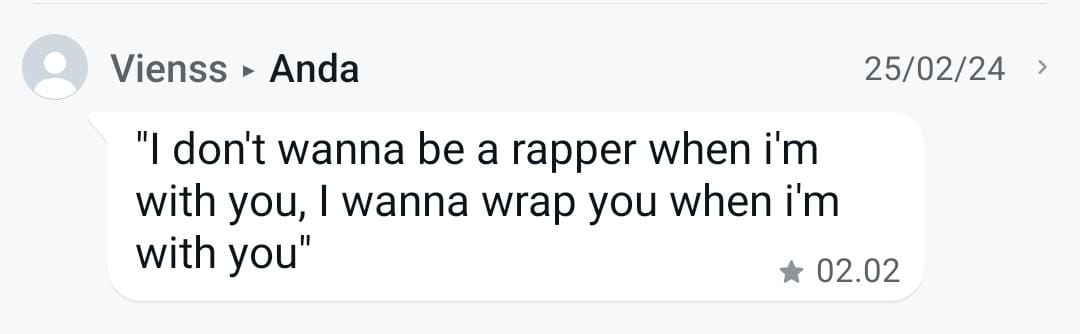 Vienss ▸ Anda 25/02/24
"I don't wanna be a rapper when i'm
with you, I wanna wrap you when i'm
with you"
★ 02.02